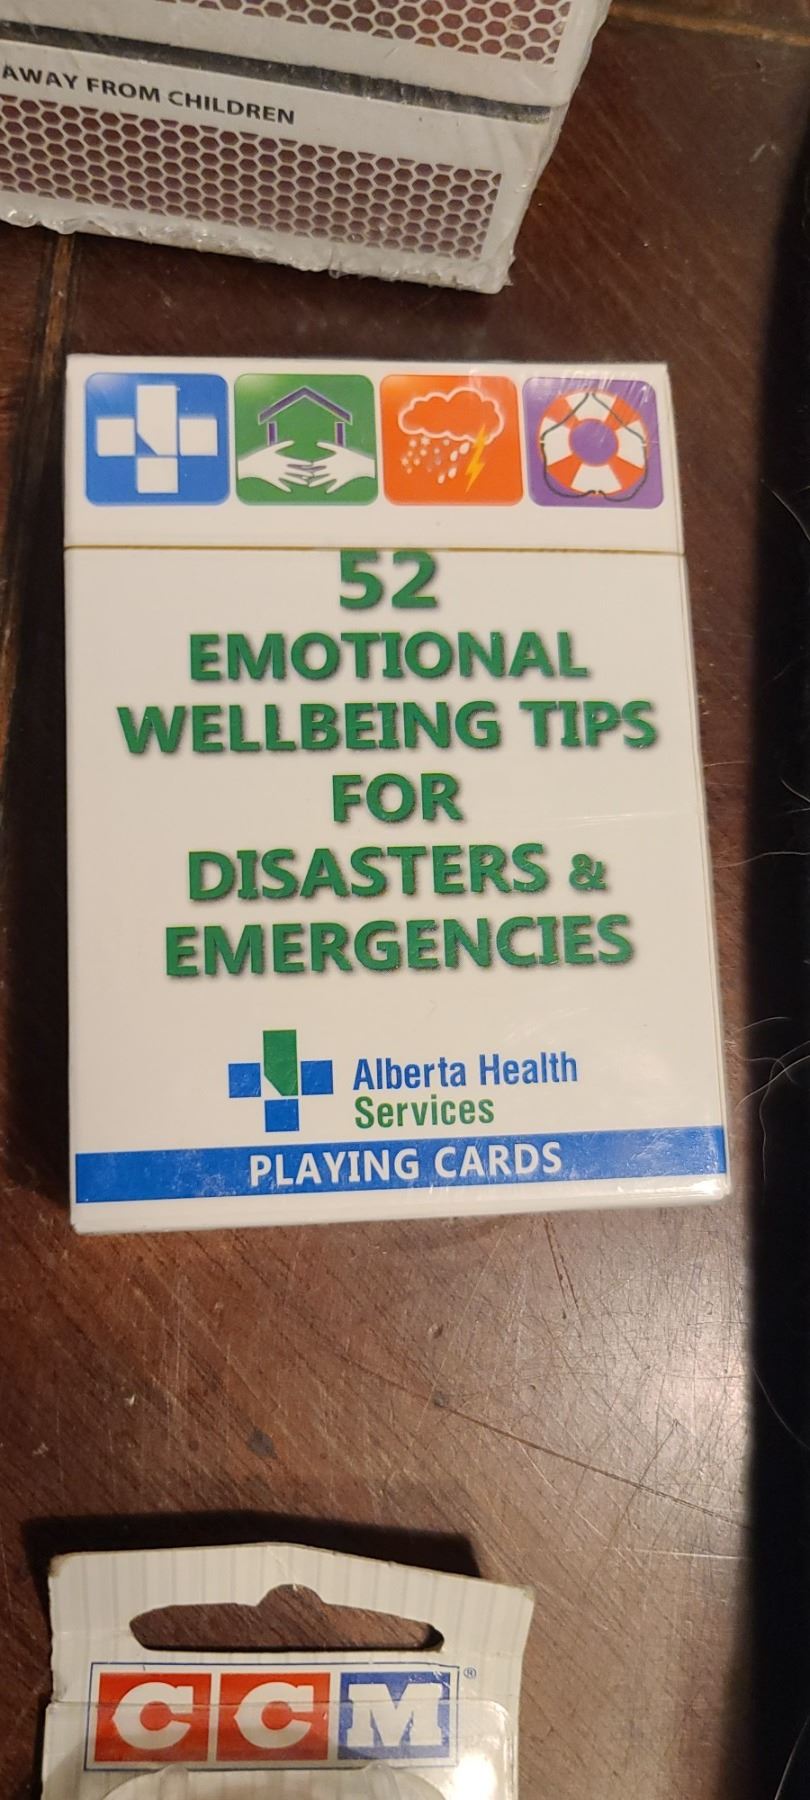 AWAY FROM CHILDREN
52
EMOTIONAL
WELLBEING TIPS
FOR
DISASTERS &
EMERGENCIES
Alberta Health
Services
PLAYING CARDS
CCM®